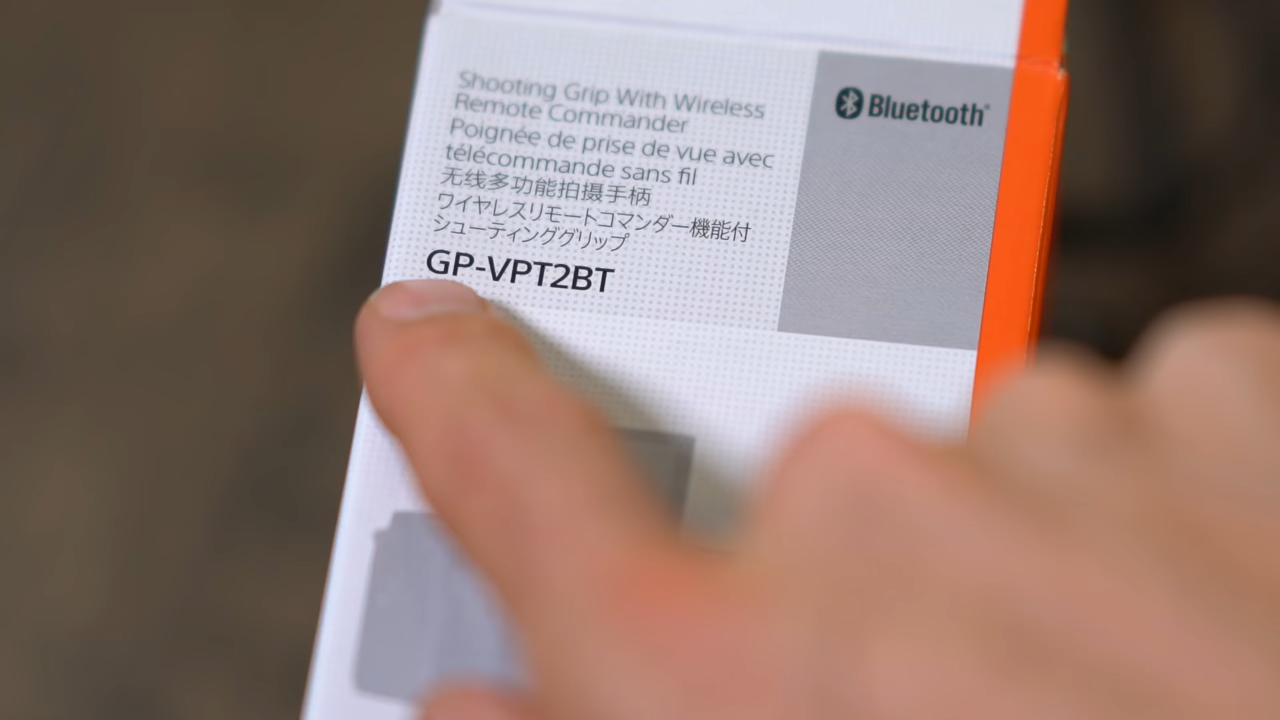 Shooting Grip With Wireless
Remote Commander
Poignée de prise de vue avec
télécommande sans fil
无线多功能拍摄手柄
ワイヤレスリモートコマンダー機能付
シューティンググリップ
GP-VPT2BT
Bluetooth®